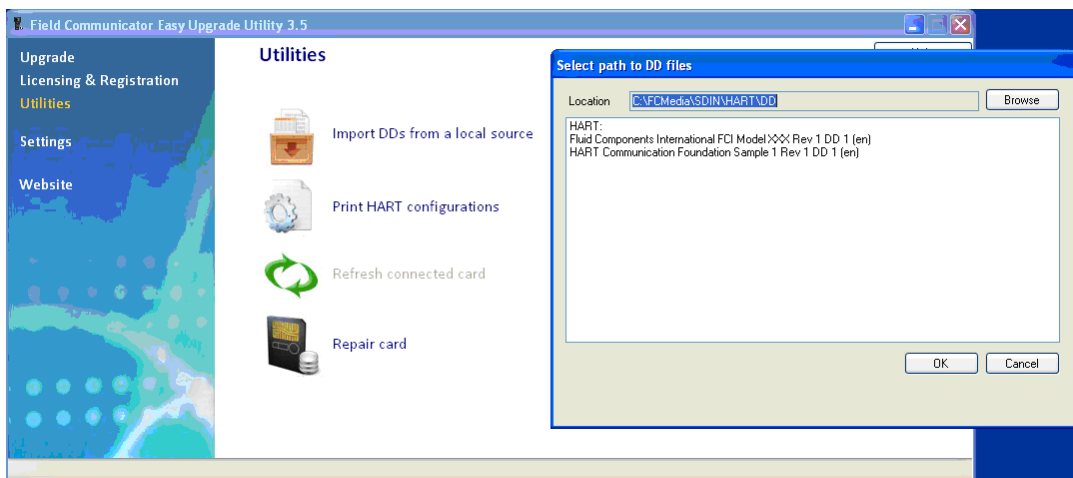 Field Communicator Easy Upgrade Utility 3.5
Upgrade
Licensing & Registration
Utilities
Settings
Website
Utilities
Import DDs from a local source
Print HART configurations
Refresh connected card
Repair card
Select path to DD files
Location C:\FCMedia\SDIN\HART\DD Browse
HART:
Fluid Components International FCI Model XXX Rev 1 DD 1 (en)
HART Communication Foundation Sample 1 Rev 1 DD 1 (en)
OK Cancel